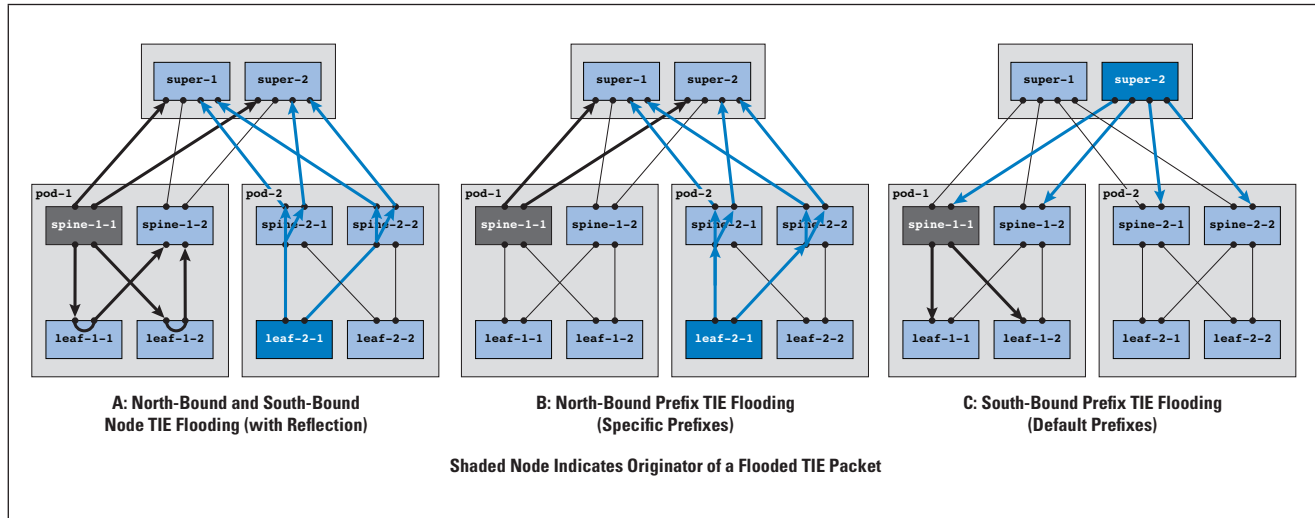 super-1
super-2
pod-1
pod-2
spine-1-1
spine-1-2
spine-2-1
spine-2-2
leaf-1-1
leaf-1-2
leaf-2-1
leaf-2-2
A: North-Bound and South-Bound
Node TIE Flooding (with Reflection)
super-1
super-2
pod-1
pod-2
spine-1-1
spine-1-2
spine-2-1
spine-2-2
leaf-1-1
leaf-1-2
leaf-2-1
leaf-2-2
B: North-Bound Prefix TIE Flooding
(Specific Prefixes)
super-1
super-2
pod-1
pod-2
spine-1-1
spine-1-2
spine-2-1
spine-2-2
leaf-1-1
leaf-1-2
leaf-2-1
leaf-2-2
C: South-Bound Prefix TIE Flooding
(Default Prefixes)
Shaded Node Indicates Originator of a Flooded TIE Packet